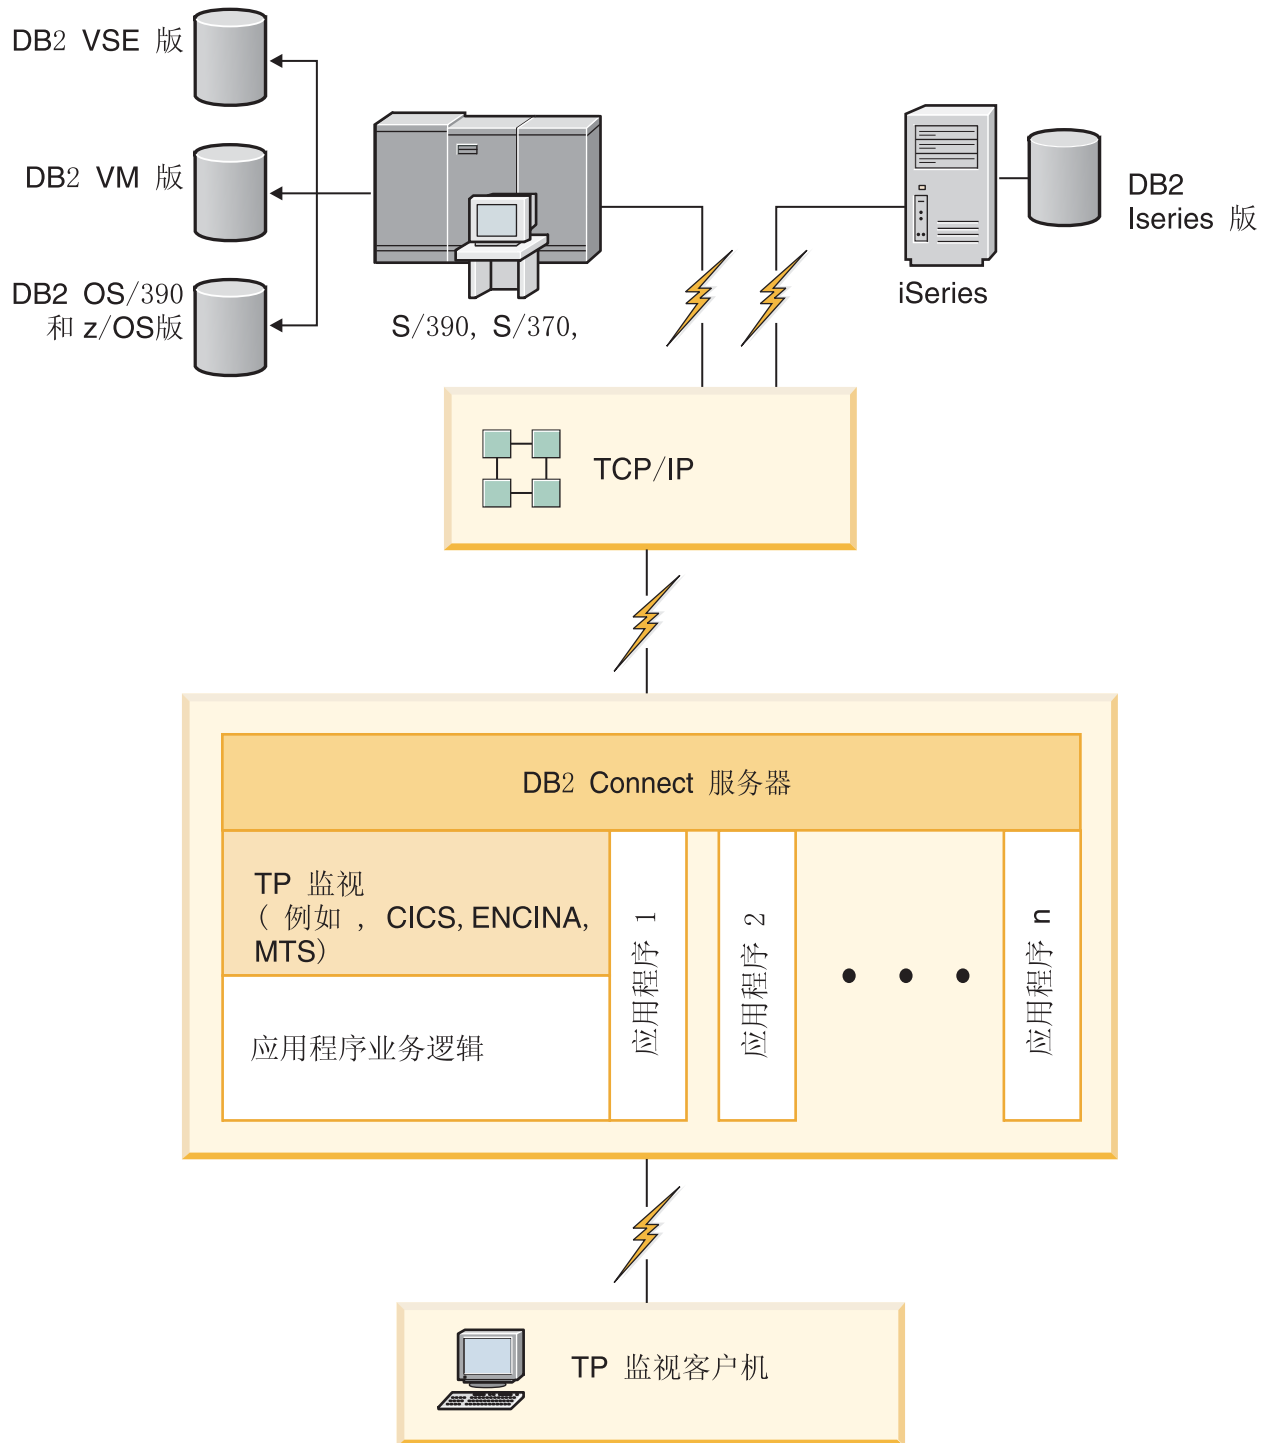 DB2 VSE 版
DB2 VM 版
DB2 OS/390
和 z/OS版
S/390, S/370,
iSeries
DB2
Iseries 版
TCP/IP
DB2 Connect 服务器
TP 监视
( 例如 , CICS, ENCINA,
MTS)
应用程序业务逻辑
应用程序 1
应用程序 2
应用程序 n
TP 监视客户机